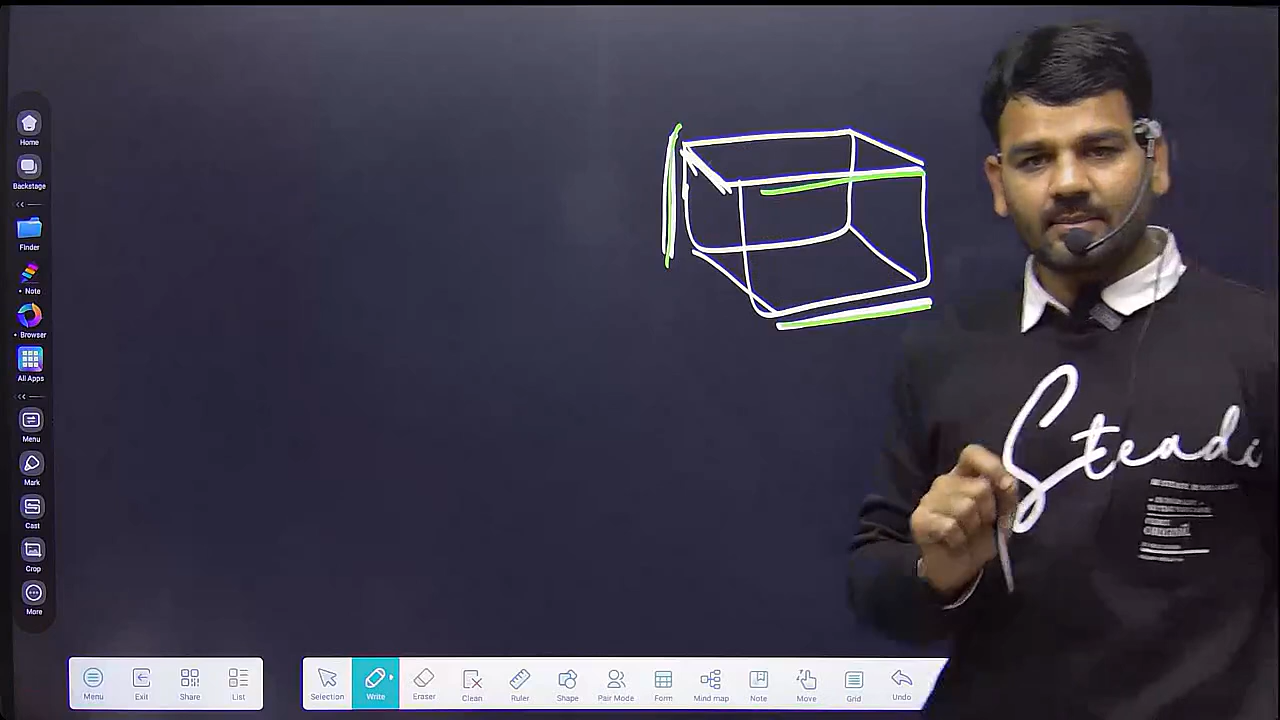 Home
Backstage
Finder
• Note
• Browser
All Apps
Menu
Mark
Cast
Crop
More
Menu
Exit
Share
List
Selection
Write
Eraser
Clean
Ruler
Shape
Pair Mode
Form
Mind map
Note
Move
Grid
Undo
Steadi